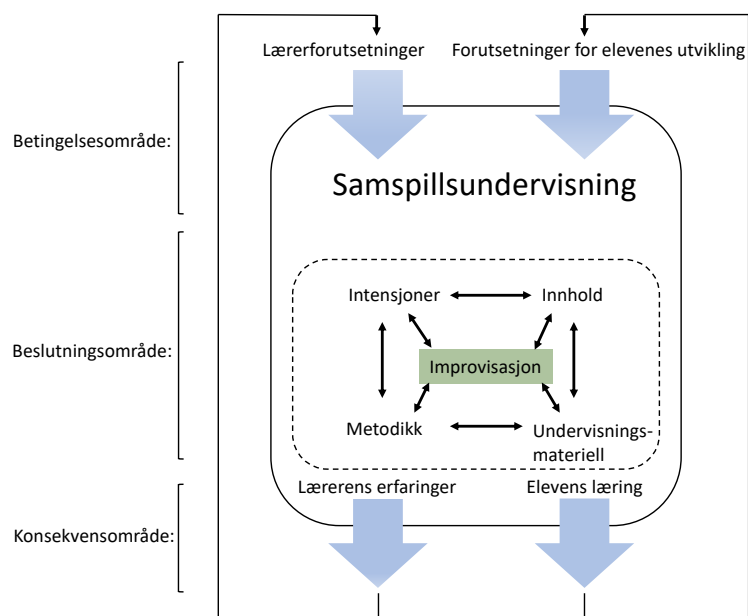 Lærerforutsetninger
Forutsetninger for elevenes utvikling
Betingelsesområde:
Samspillsundervisning
Intensjoner
Innhold
Beslutningsområde:
Improvisasjon
Metodikk
Undervisnings-
materiell
Lærerens erfaringer
Elevens læring
Konsekvensområde: